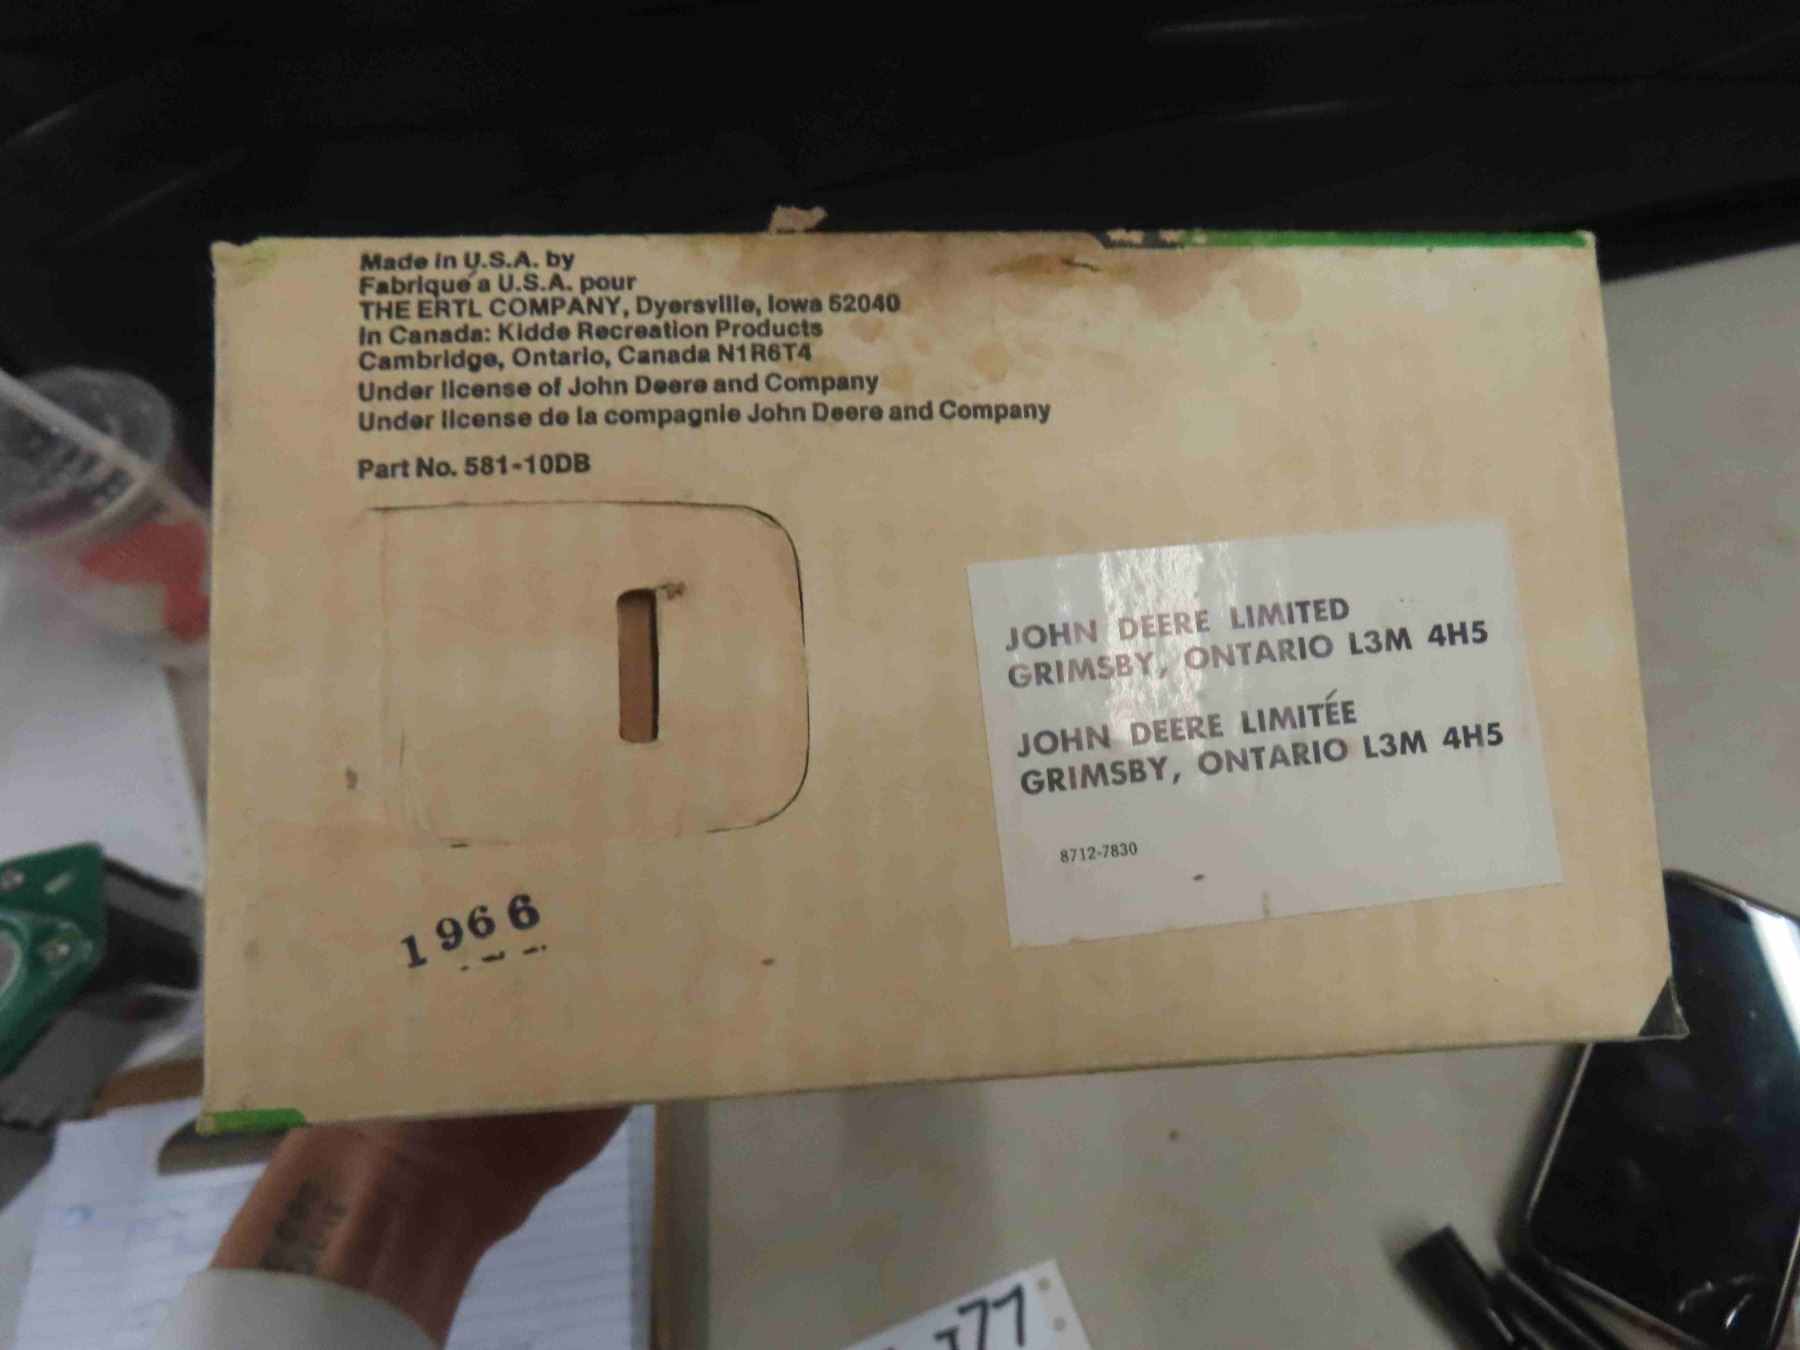 Made in U.S.A. by
Fabriqué a U.S.A. pour
THE ERTL COMPANY, Dyersville, Iowa 52040
In Canada: Kidde Recreation Products
Cambridge, Ontario, Canada N1R6T4
Under license of John Deere and Company
Under license de la compagnie John Deere and Company
Part No. 581-10DB
JOHN DEERE LIMITED
GRIMSBY, ONTARIO L3M 4H5
JOHN DEERE LIMITÉE
GRIMSBY, ONTARIO L3M 4H5
8712-7830
1966